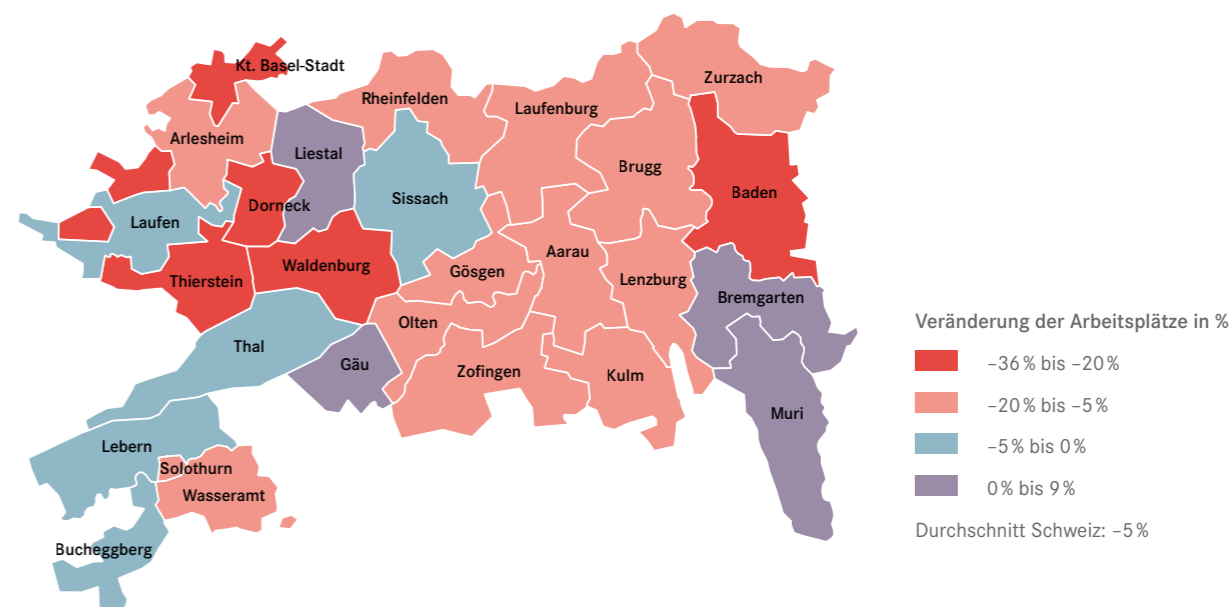 Kt. Basel-Stadt
Zurzach
Rheinfelden
Laufenburg
Arlesheim
Liestal
Brugg
Baden
Sissach
Dorneck
Laufen
Aarau
Waldenburg
Gösgen
Thierstein
Lenzburg
Bremgarten
Olten
Thal
Gäu
Zofingen
Kulm
Muri
Lebern
Solothurn
Wasseramt
Bucheggberg
Veränderung der Arbeitsplätze in %
–36 % bis –20 %
–20 % bis –5 %
–5 % bis 0 %
0 % bis 9 %
Durchschnitt Schweiz: –5 %